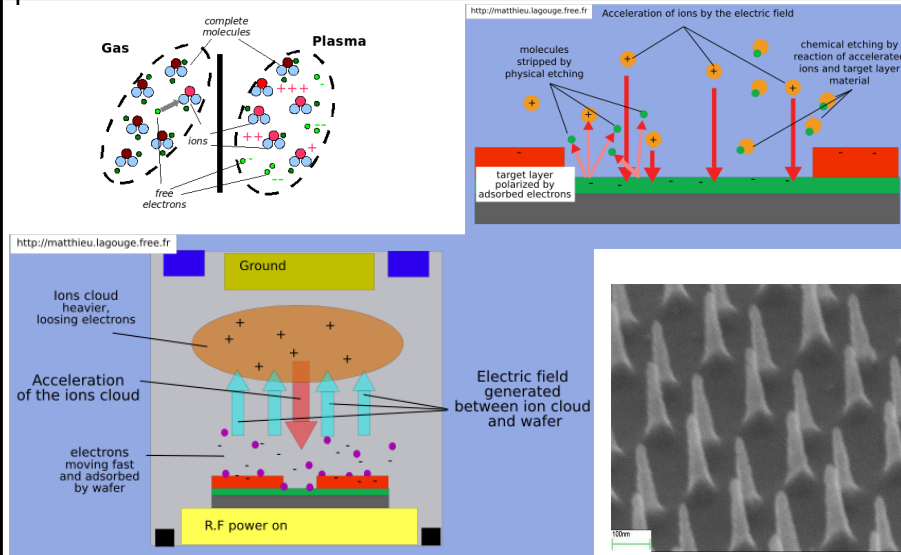 complete
molecules
Gas
Plasma
+++
-
--
++
+
ions
-
--
free
electrons
http://matthieu.lagouge.free.fr
Acceleration of ions by the electric field
molecules
stripped by
physical etching
chemical etching by
reaction of accelerated
ions and target layer
material
+
+
+
+
+
+
-
-
target layer
polarized by
adsorbed electrons
- - - - -
http://matthieu.lagouge.free.fr
Ground
Ions cloud
heavier,
loosing electrons
+ + + + + + +
Acceleration
of the ions cloud
Electric field
generated
between ion cloud
and wafer
electrons
moving fast
and adsorbed
by wafer
R.F power on
100nm